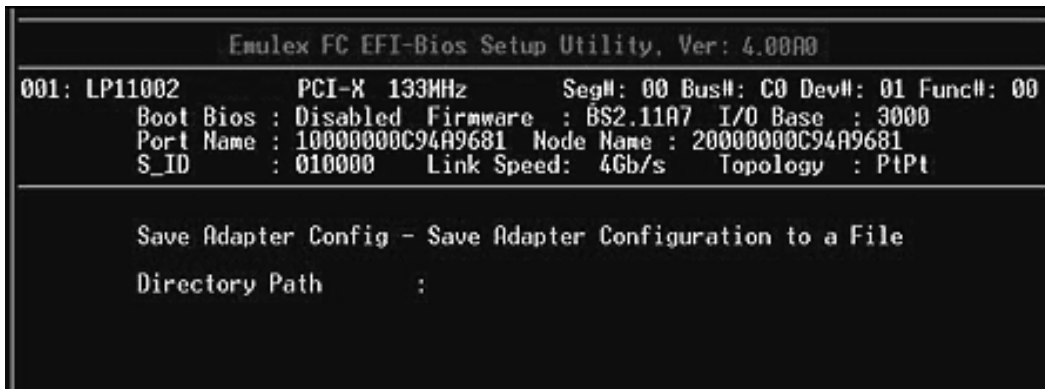 Emulex FC EFI-Bios Setup Utility, Ver: 4.00A0
001: LP11002 PCI-X 133MHz Seg#: 00 Bus#: C0 Dev#: 01 Func#: 00
Boot Bios : Disabled Firmware : BS2.11A7 I/O Base : 3000
Port Name : 10000000C94A9681 Node Name : 20000000C94A9681
S_ID : 010000 Link Speed: 4Gb/s Topology : PtPt
Save Adapter Config - Save Adapter Configuration to a File
Directory Path :